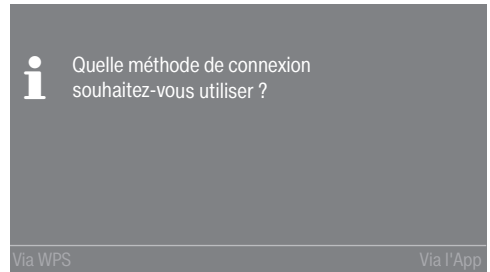 Quelle méthode de connexion
souhaitez-vous utiliser ?
Via WPS
Via l'App